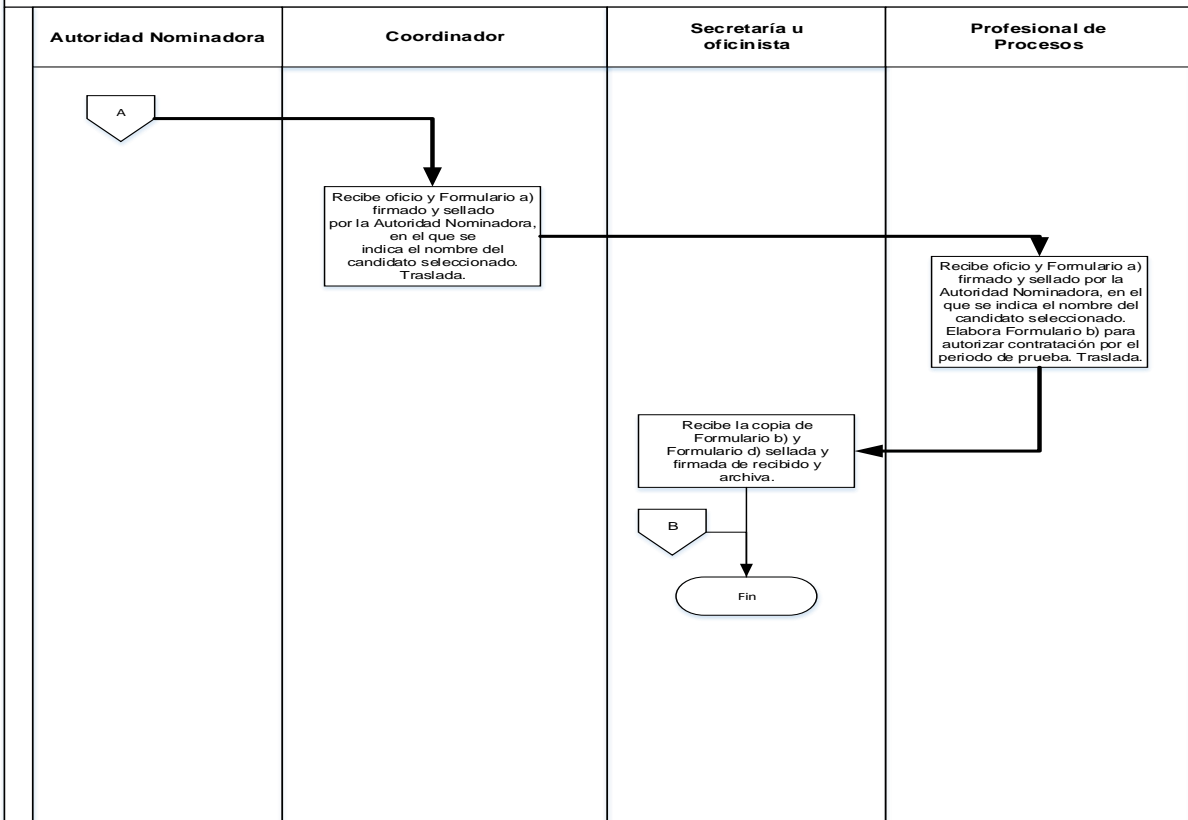 Autoridad Nominadora
Coordinador
Secretaría u
oficinista
Profesional de
Procesos
A
Recibe oficio y Formulario a)
firmado y sellado
por la Autoridad Nominadora,
en el que se
indica el nombre del
candidato seleccionado.
Traslada.
Recibe oficio y Formulario a)
firmado y sellado por la
Autoridad Nominadora, en el
que se indica el nombre del
candidato seleccionado.
Elabora Formulario b) para
autorizar contratación por el
periodo de prueba. Traslada.
Recibe la copia de
Formulario b) y
Formulario d) sellada y
firmada de recibido y
archiva.
B
Fin